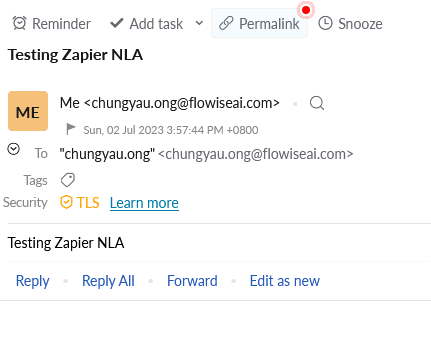 Reminder Add task Permalink Snooze
Testing Zapier NLA
ME
Me <chungyau.ong@flowiseai.com>
Sun, 02 Jul 2023 3:57:44 PM +0800
To "chungyau.ong" <chungyau.ong@flowiseai.com>
Tags
Security TLS Learn more
Testing Zapier NLA
Reply Reply All Forward Edit as new